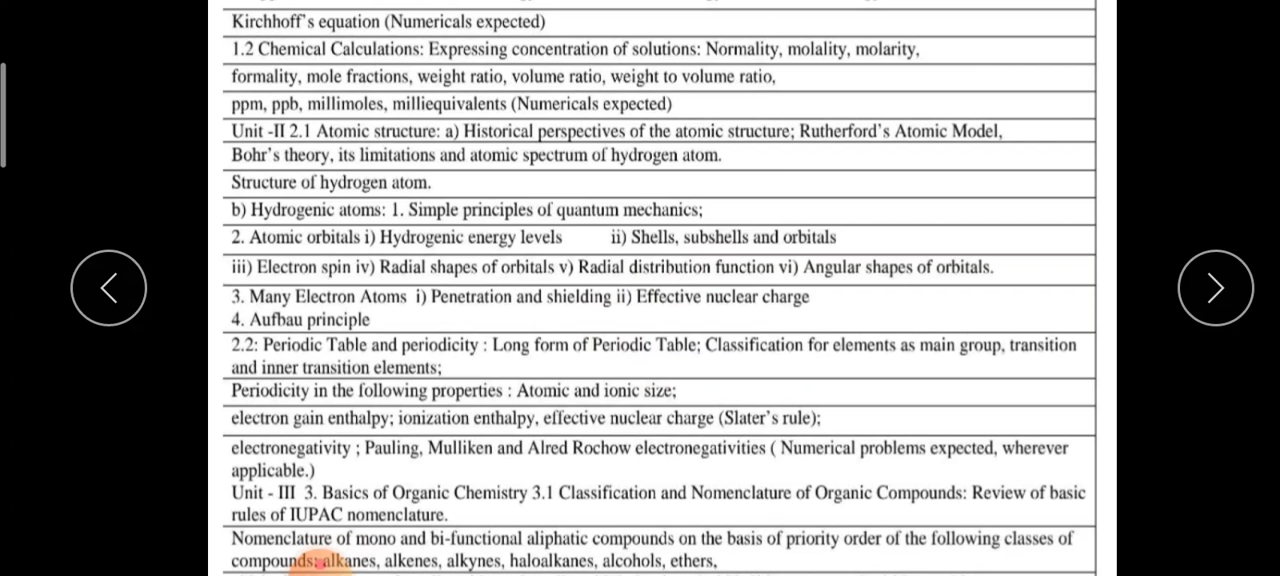 Kirchhoff's equation (Numericals expected)
1.2 Chemical Calculations: Expressing concentration of solutions: Normality, molality, molarity,
formality, mole fractions, weight ratio, volume ratio, weight to volume ratio,
ppm, ppb, millimoles, milliequivalents (Numericals expected)
Unit -II 2.1 Atomic structure: a) Historical perspectives of the atomic structure; Rutherford's Atomic Model,
Bohr's theory, its limitations and atomic spectrum of hydrogen atom.
Structure of hydrogen atom.
b) Hydrogenic atoms: 1. Simple principles of quantum mechanics;
2. Atomic orbitals i) Hydrogenic energy levels ii) Shells, subshells and orbitals
iii) Electron spin iv) Radial shapes of orbitals v) Radial distribution function vi) Angular shapes of orbitals.
3. Many Electron Atoms i) Penetration and shielding ii) Effective nuclear charge
4. Aufbau principle
2.2: Periodic Table and periodicity : Long form of Periodic Table; Classification for elements as main group, transition
and inner transition elements;
Periodicity in the following properties : Atomic and ionic size;
electron gain enthalpy; ionization enthalpy, effective nuclear charge (Slater's rule);
electronegativity ; Pauling, Mulliken and Alred Rochow electronegativities ( Numerical problems expected, wherever
applicable.)
Unit - III 3. Basics of Organic Chemistry 3.1 Classification and Nomenclature of Organic Compounds: Review of basic
rules of IUPAC nomenclature.
Nomenclature of mono and bi-functional aliphatic compounds on the basis of priority order of the following classes of
compounds: alkanes, alkenes, alkynes, haloalkanes, alcohols, ethers,